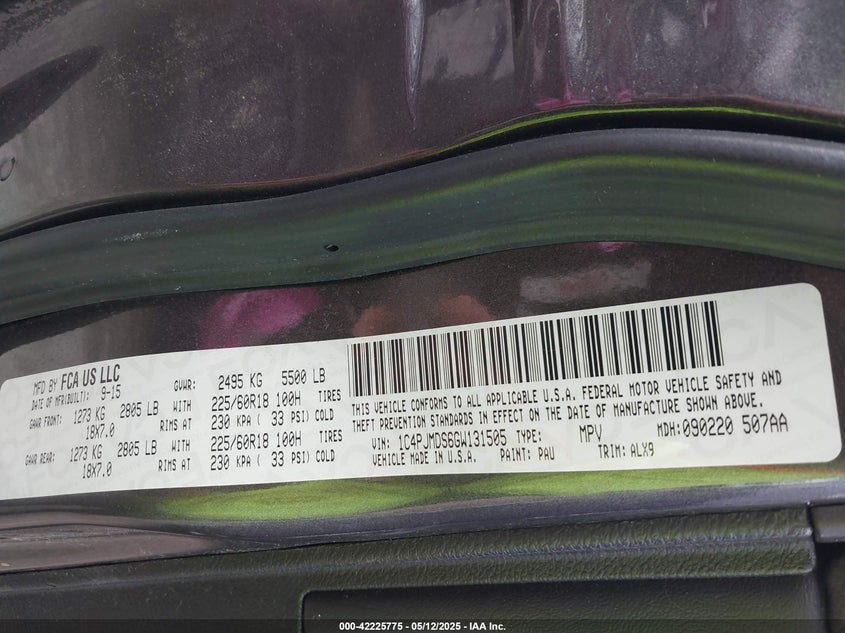 MFD BY FCA US LLC
DATE OF MFR(BUILT): 9-15
GVWR: 2495 KG 5500 LB
GAWR FRONT: 1273 KG 2805 LB WITH 225/60R18 100H TIRES
18X7.0 RIMS AT 230 KPA ( 33 PSI) COLD
GAWR REAR: 1273 KG 2805 LB WITH 225/60R18 100H TIRES
18X7.0 RIMS AT 230 KPA ( 33 PSI) COLD
THIS VEHICLE CONFORMS TO ALL APPLICABLE U.S.A. FEDERAL MOTOR VEHICLE SAFETY AND
THEFT PREVENTION STANDARDS IN EFFECT ON THE DATE OF MANUFACTURE SHOWN ABOVE.
VIN: 1C4PJMDS6GW131505 TYPE: MPV MDH:090220 507AA
VEHICLE MADE IN U.S.A. PAINT: PAU TRIM: ALX9
000-42225775 - 05/12/2025 - IAA Inc.